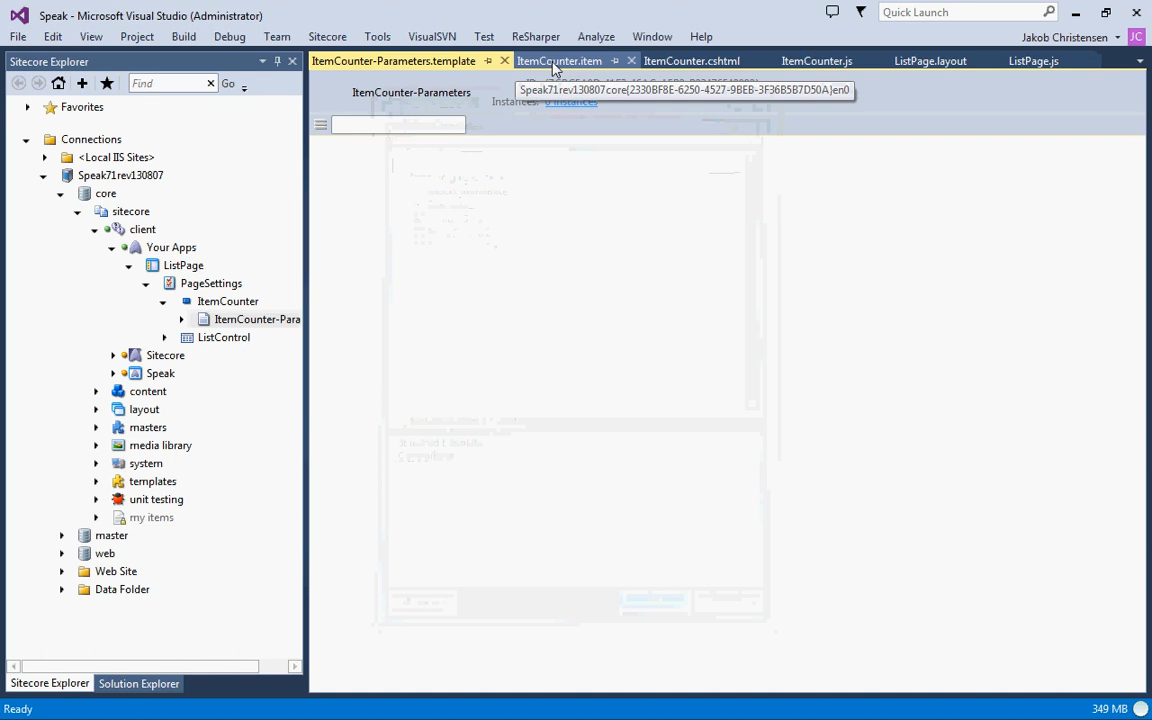 Speak - Microsoft Visual Studio (Administrator)
Quick Launch
File Edit View Project Build Debug Team Sitecore Tools VisualSVN Test ReSharper Analyze Window Help
Jakob Christensen
JC
Sitecore Explorer
ItemCounter-Parameters.template
ItemCounter.item
ItemCounter.cshtml
ItemCounter.js
ListPage.layout
ListPage.js
Find
Go
ItemCounter-Parameters
Speak71rev130807core{2330BF8E-6250-4527-9BEB-3F36B5B7D50A}en0
Instances: 0 instances
Favorites
Connections
<Local IIS Sites>
Speak71rev130807
core
sitecore
client
Your Apps
ListPage
PageSettings
ItemCounter
ItemCounter-Para
ListControl
Sitecore
Speak
content
layout
masters
media library
system
templates
unit testing
my items
master
web
Web Site
Data Folder
Sitecore Explorer
Solution Explorer
Ready
349 MB